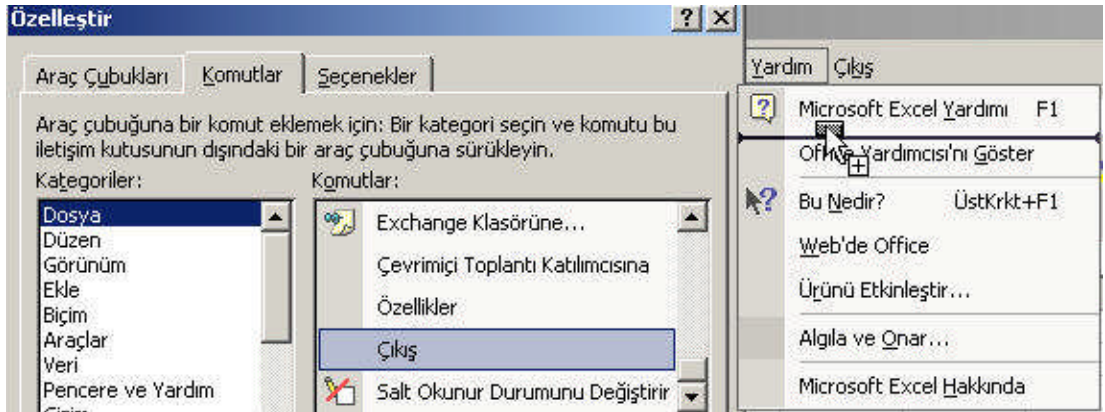 Özelleştir
Araç Çubukları Komutlar Seçenekler
Araç çubuğuna bir komut eklemek için: Bir kategori seçin ve komutu bu
iletişim kutusunun dışındaki bir araç çubuğuna sürükleyin.
Kategoriler:
Dosya
Düzen
Görünüm
Ekle
Biçim
Araçlar
Veri
Pencere ve Yardım
Komutlar:
Exchange Klasörüne...
Çevrimiçi Toplantı Katılımcısına
Özellikler
Çıkış
Salt Okunur Durumunu Değiştirir
Yardım Çıkış
Microsoft Excel Yardımı F1
Office Yardımcısı'nı Göster
Bu Nedir? ÜstKrkt+F1
Web'de Office
Ürünü Etkinleştir...
Algıla ve Onar...
Microsoft Excel Hakkında